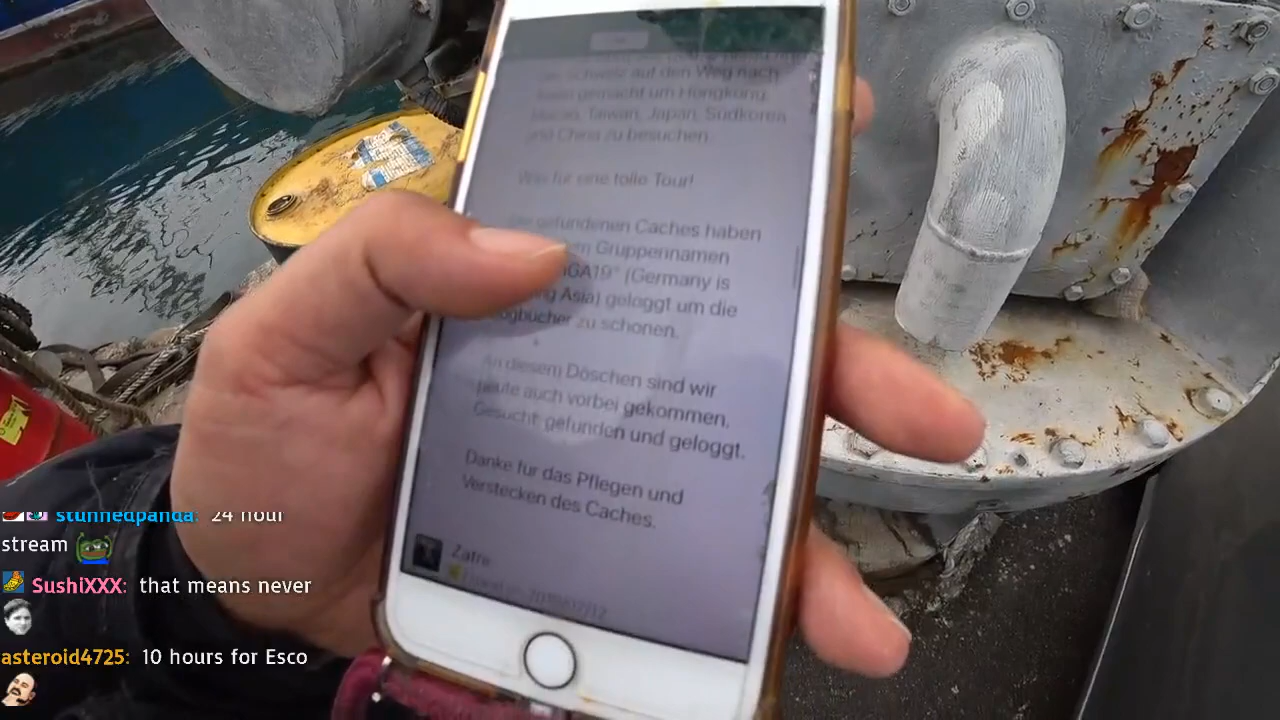 die Schweiz auf den Weg nach
gemacht um Hongkong,
Macao, Taiwan, Japan, Südkorea
und China zu besuchen.
Was für eine tolle Tour!
gefundenen Caches haben
Gruppennamen
GA19" (Germany is
Asia) geloggt um die
zu schonen.
An diesem Döschen sind wir
heute auch vorbei gekommen.
Gesucht, gefunden und geloggt.
Danke für das Pflegen und
Verstecken des Caches.
Zatre
stunnedpanda: 24 hour
stream
SushiXXX: that means never
asteroid4725: 10 hours for Esco